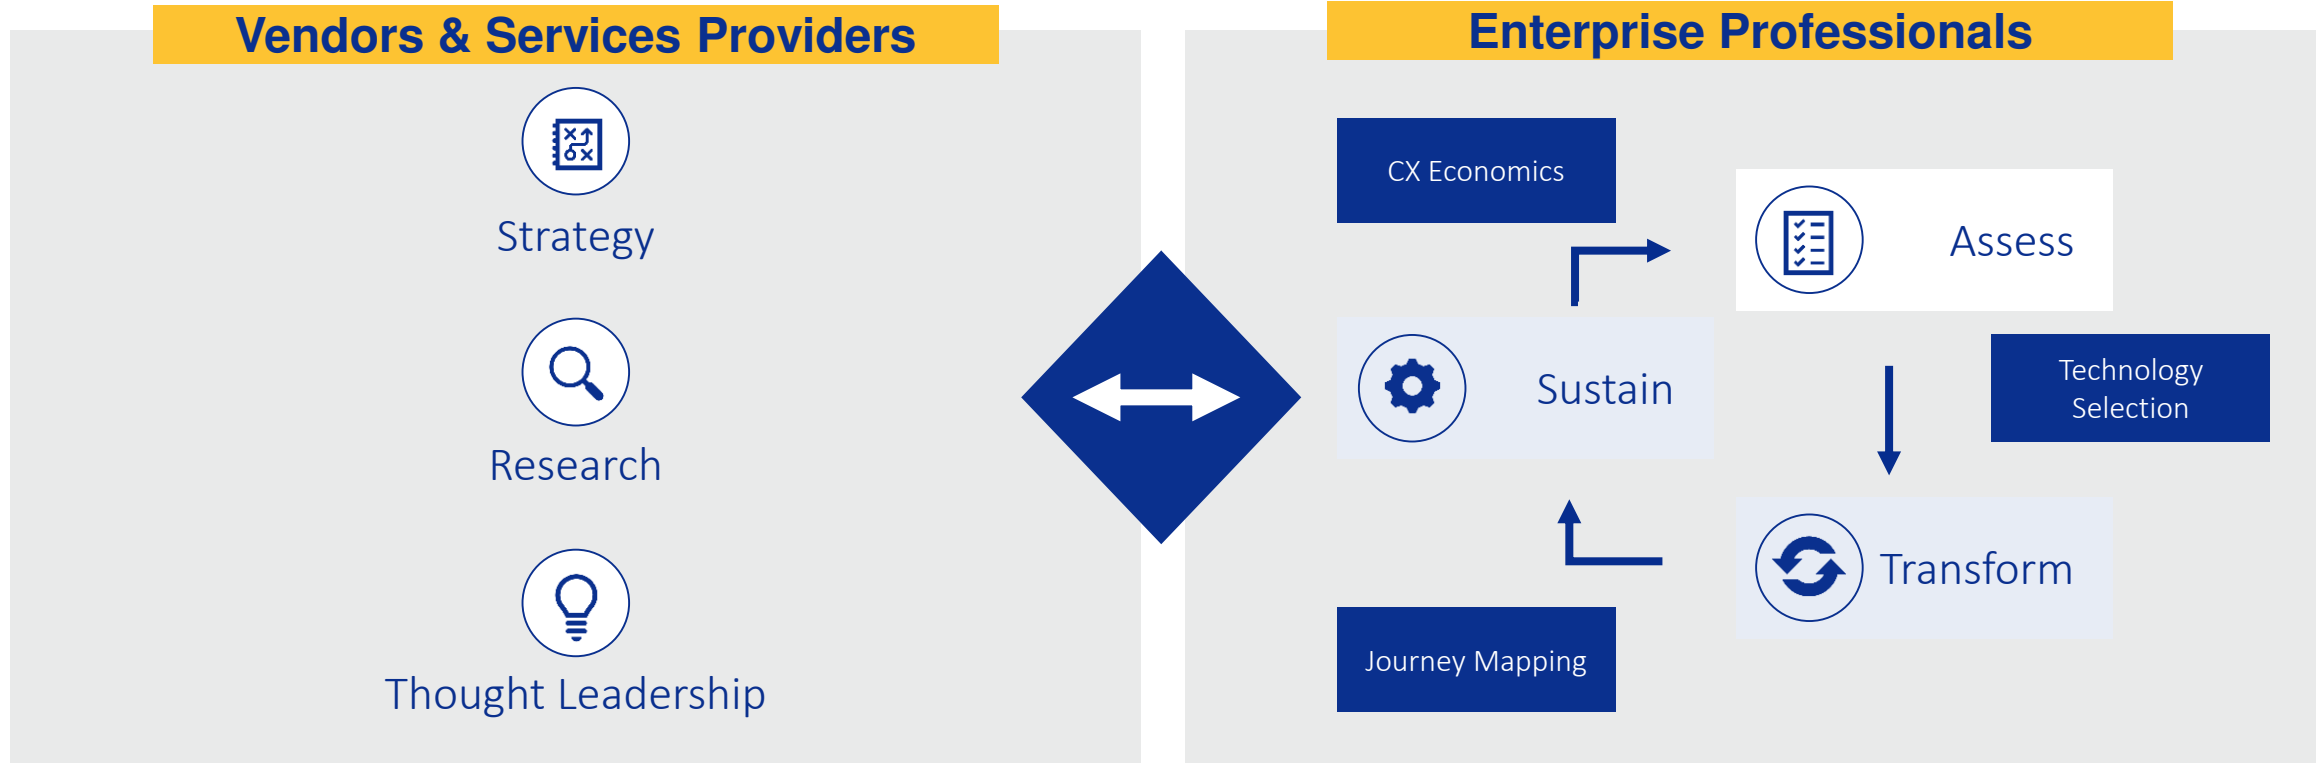 Vendors & Services Providers
Strategy
Research
Thought Leadership
Enterprise Professionals
CX Economics
Assess
Technology
Selection
Sustain
Transform
Journey Mapping